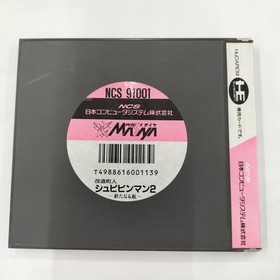 NCS 91001
NCS
日本コンピュータシステム株式会社
T4988616001139
改造町人
シュビビンマン2
―新たなる敵―
HuCARD
HE
日本コンピュータシステム株式会社